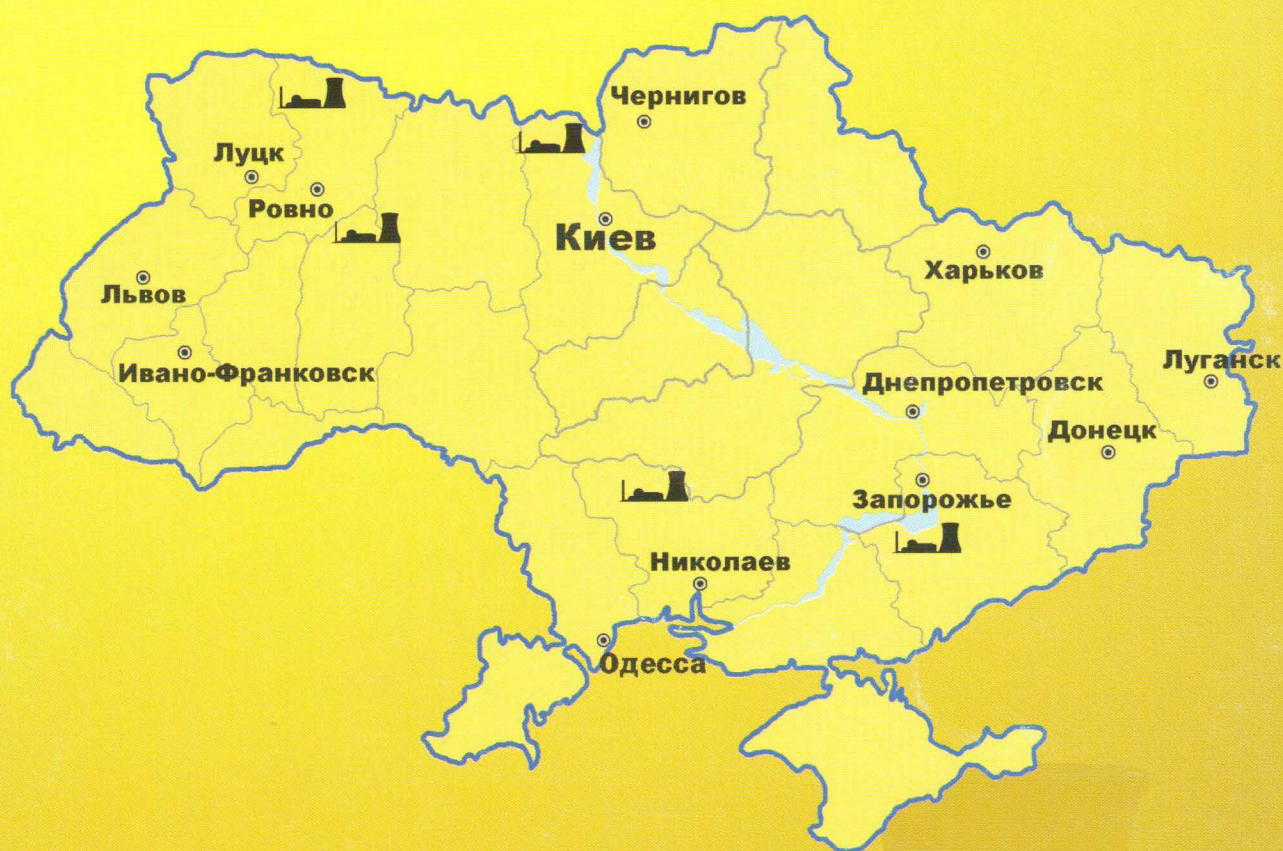 Чернигов
Луцк
Ровно
Киев
Харьков
Львов
Ивано-Франковск
Луганск
Днепропетровск
Донецк
Запорожье
Николаев
Одесса